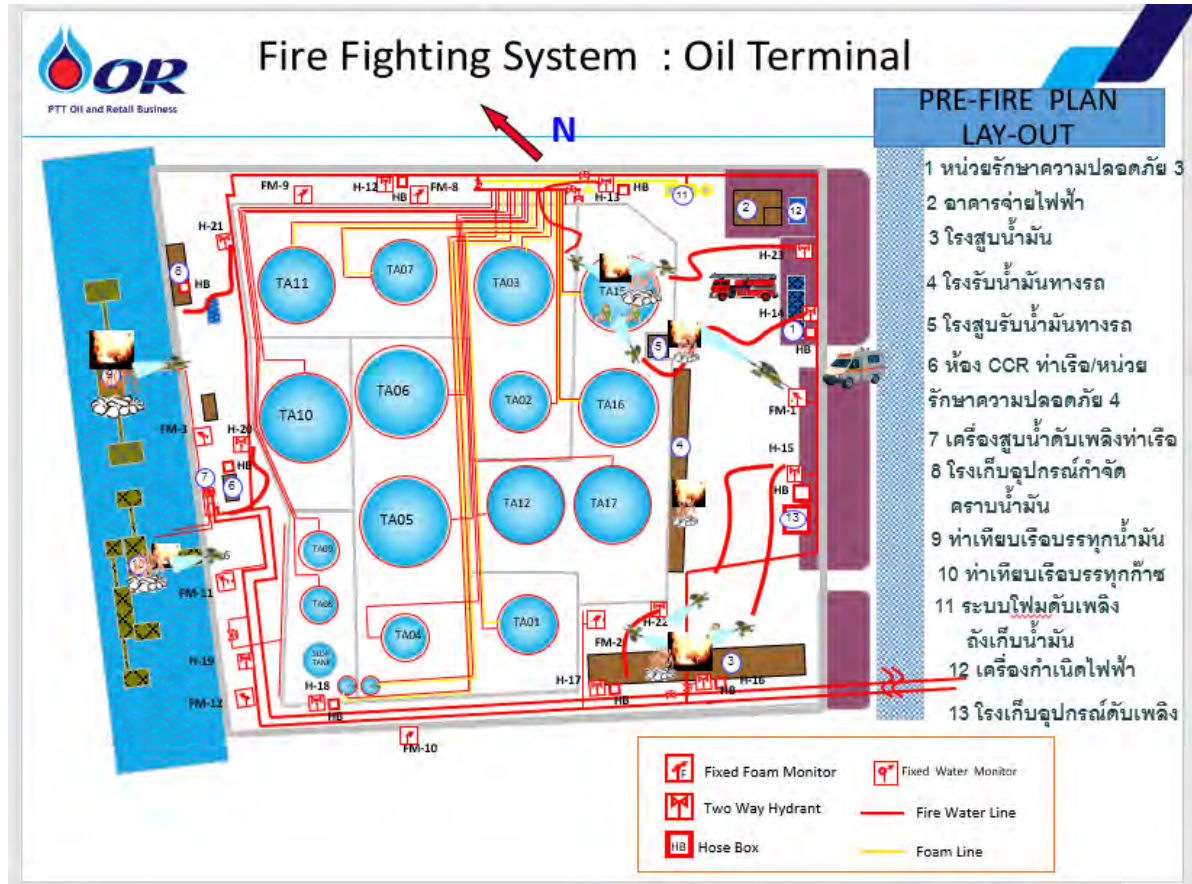 OR
PTT Oil and Retail Business
Fire Fighting System : Oil Terminal
N
PRE-FIRE PLAN
LAY-OUT
1 หน่วยรักษาความปลอดภัย 3
2 อาคารจ่ายไฟฟ้า
3 โรงสูบน้ำมัน
4 โรงรับน้ำมันทางรถ
5 โรงสูบรับน้ำมันทางรถ
6 ห้อง CCR ท่าเรือ/หน่วย
รักษาความปลอดภัย 4
7 เครื่องสูบน้ำดับเพลิงท่าเรือ
8 โรงเก็บอุปกรณ์กำจัด
คราบน้ำมัน
9 ท่าเทียบเรือบรรทุกน้ำมัน
10 ท่าเทียบเรือบรรทุกก๊าซ
11 ระบบโฟมดับเพลิง
ถังเก็บน้ำมัน
12 เครื่องกำเนิดไฟฟ้า
13 โรงเก็บอุปกรณ์ดับเพลิง
FM-9
H-12
HB
FM-8
H-13
HB
11
2
12
H-21
8
HB
TA11
TA07
TA03
TA15
H-23
H-14
1
HB
5
9
TA10
TA06
TA02
TA16
4
FM-1
FM-3
H-20
HB
7
6
H-15
HB
13
TA05
TA12
TA17
10
FM-11
TA09
TA08
TA04
TA01
H-22
FM-2
3
H-19
SLOP
TANK
H-18
HB
H-17
HB
HB
H-16
FM-12
FM-10
F
Fixed Foam Monitor
Fixed Water Monitor
Two Way Hydrant
Fire Water Line
HB
Hose Box
Foam Line